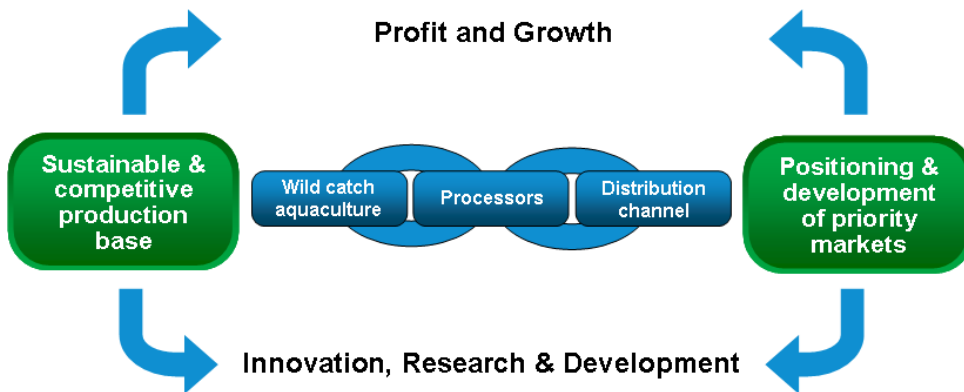 Profit and Growth
Sustainable &
competitive
production
base
Wild catch
aquaculture
Processors
Distribution
channel
Positioning &
development
of priority
markets
Innovation, Research & Development